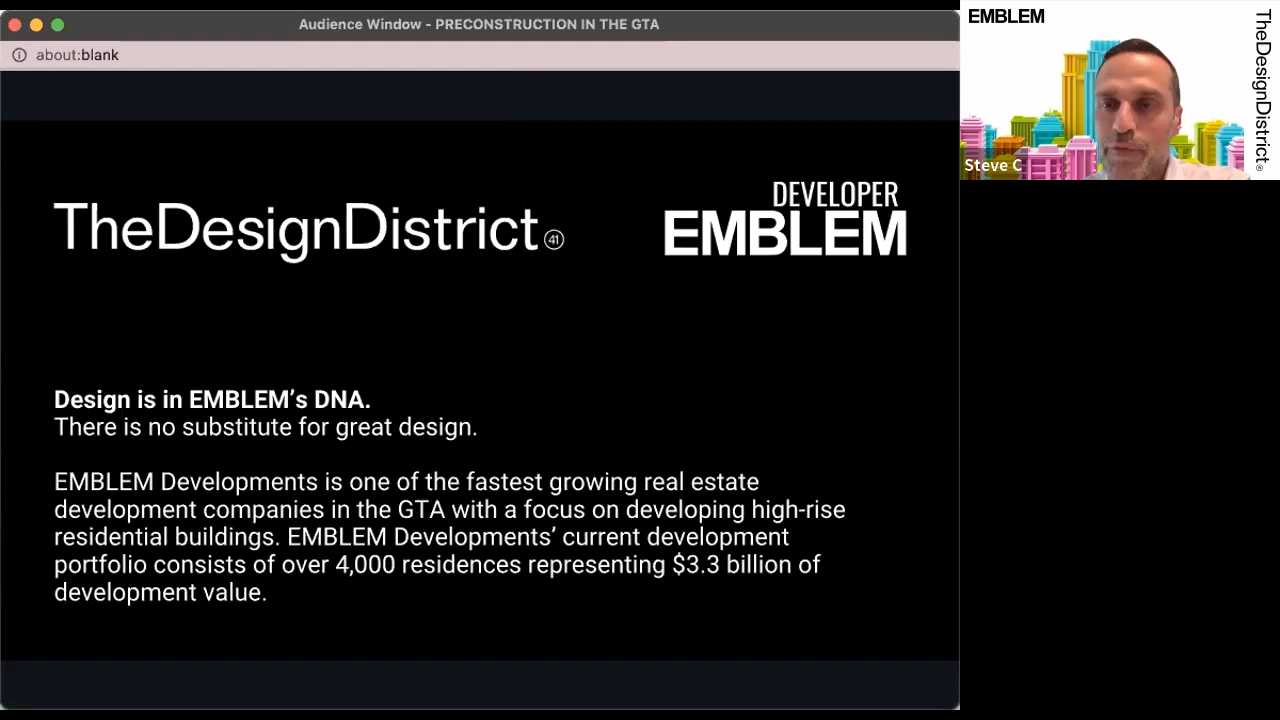 Audience Window - PRECONSTRUCTION IN THE GTA
about:blank
TheDesignDistrict 41
DEVELOPER
EMBLEM
Design is in EMBLEM’s DNA.
There is no substitute for great design.
EMBLEM Developments is one of the fastest growing real estate
development companies in the GTA with a focus on developing high-rise
residential buildings. EMBLEM Developments’ current development
portfolio consists of over 4,000 residences representing $3.3 billion of
development value.
EMBLEM
TheDesignDistrict
Steve C